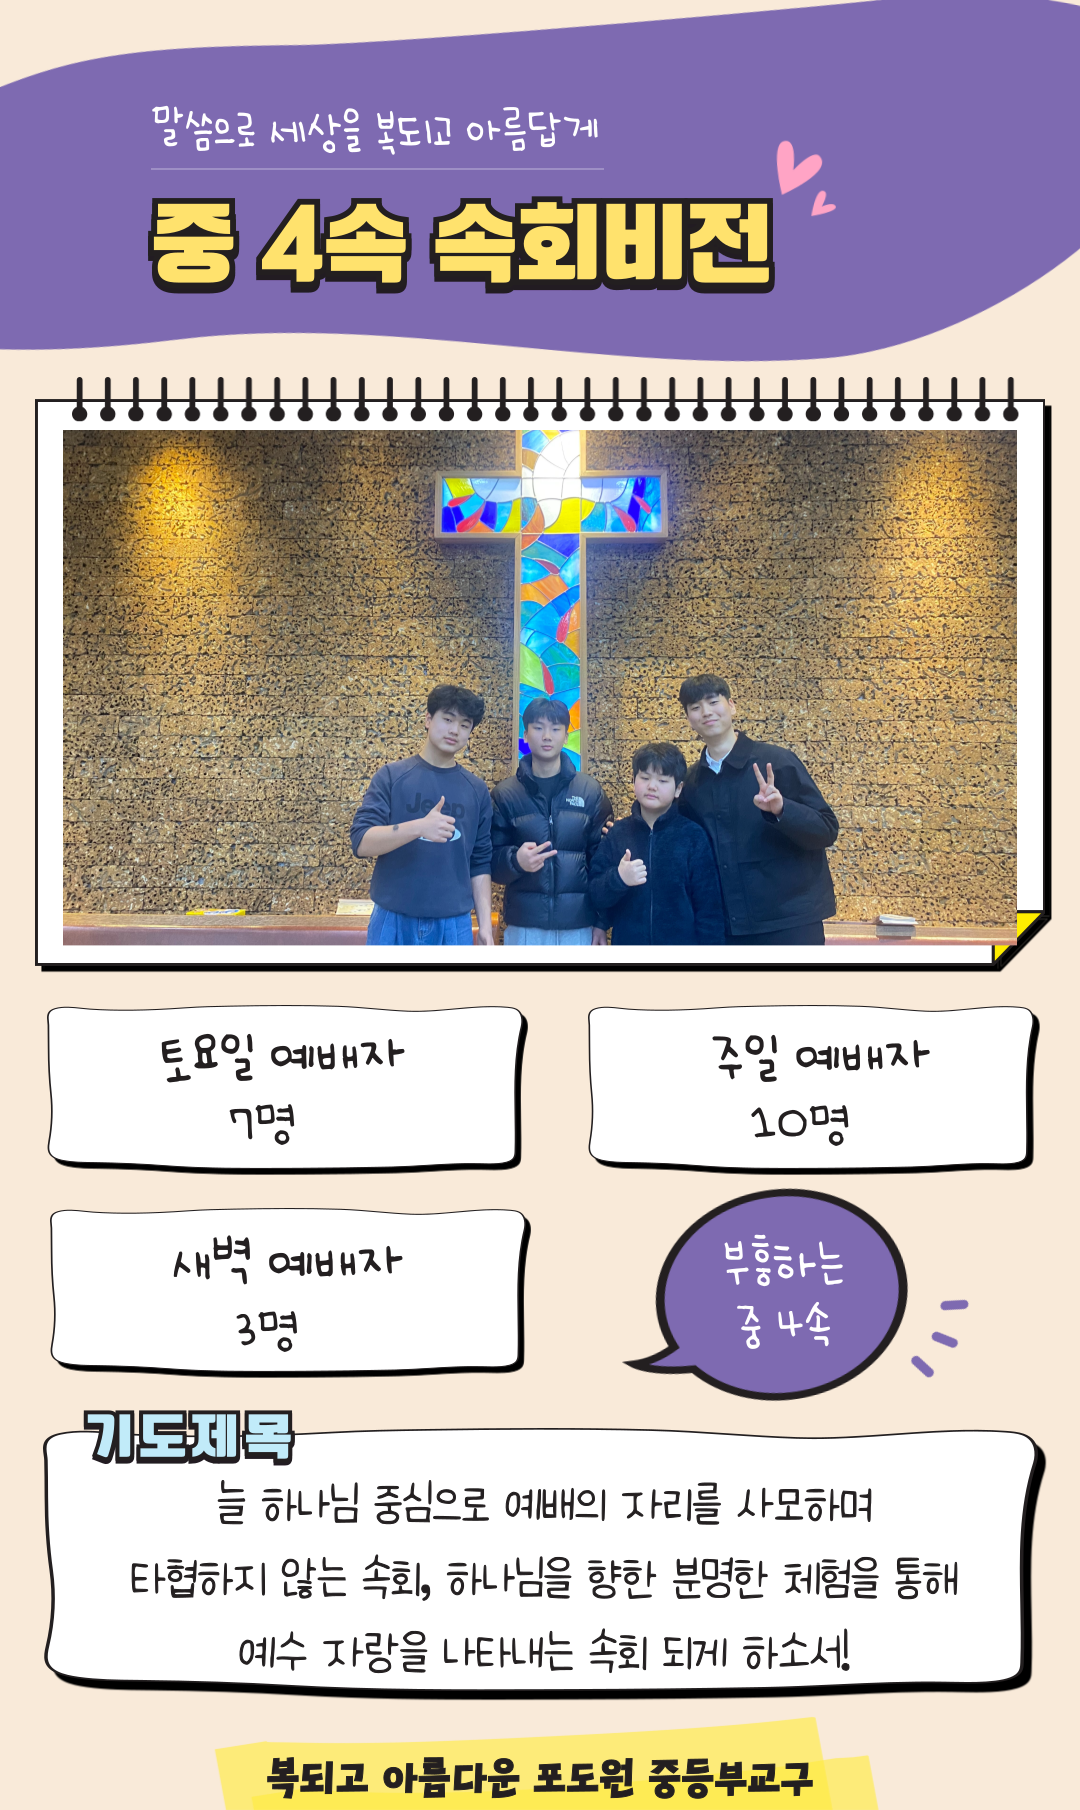 말씀으로 세상을 복되고 아름답게
중 4속 속회비전
Jeep
THE NORTH FACE
토요일 예배자
7명
주일 예배자
10명
새벽 예배자
3명
부흥하는
중 4속
기도제목
늘 하나님 중심으로 예배의 자리를 사모하며
타협하지 않는 속회, 하나님을 향한 분명한 체험을 통해
예수 자랑을 나타내는 속회 되게 하소서!
복되고 아름다운 포도원 중등부교구